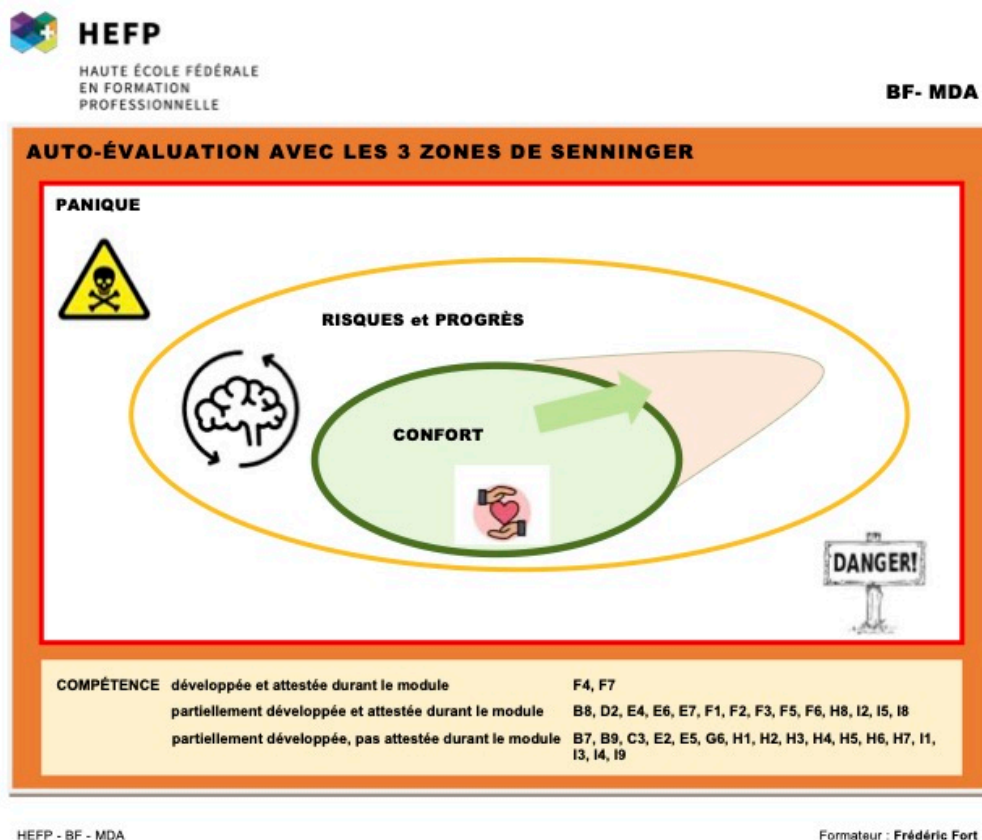 HEFP
HAUTE ÉCOLE FÉDÉRALE
EN FORMATION
PROFESSIONNELLE
BF- MDA
AUTO-ÉVALUATION AVEC LES 3 ZONES DE SENNINGER
PANIQUE
RISQUES et PROGRÈS
CONFORT
DANGER!
COMPÉTENCE développée et attestée durant le module F4, F7
partiellement développée et attestée durant le module B8, D2, E4, E6, E7, F1, F2, F3, F5, F6, H8, I2, I5, I8
partiellement développée, pas attestée durant le module B7, B9, C3, E2, E5, G6, H1, H2, H3, H4, H5, H6, H7, I1,
I3, I4, I9
HEFP - BF - MDA
Formateur : Frédéric Fort